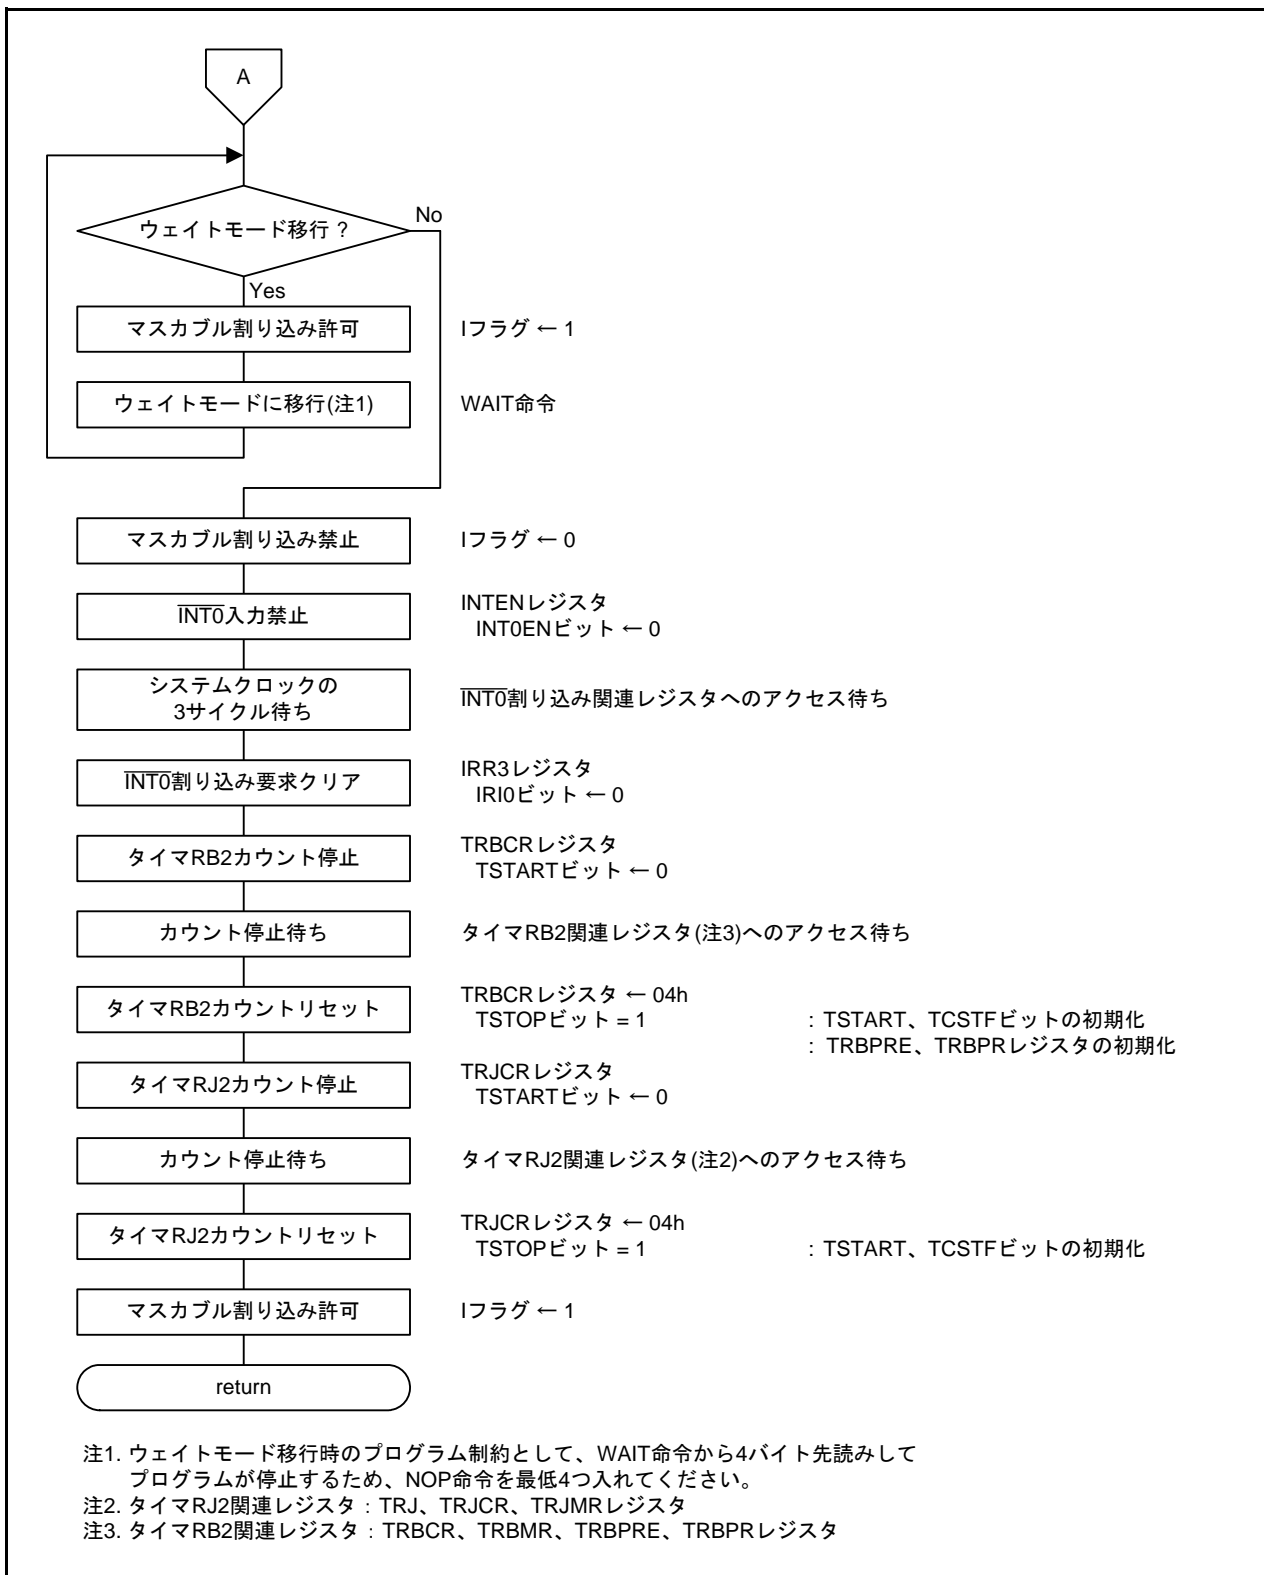 A
ウェイトモード移行 ?
No
Yes
マスカブル割り込み許可
Iフラグ ← 1
ウェイトモードに移行(注1)
WAIT命令
マスカブル割り込み禁止
Iフラグ ← 0
INT0入力禁止
INTENレジスタ
INT0ENビット ← 0
システムクロックの
3サイクル待ち
INT0割り込み関連レジスタへのアクセス待ち
INT0割り込み要求クリア
IRR3レジスタ
IRI0ビット ← 0
タイマRB2カウント停止
TRBCRレジスタ
TSTARTビット ← 0
カウント停止待ち
タイマRB2関連レジスタ(注3)へのアクセス待ち
タイマRB2カウントリセット
TRBCRレジスタ ← 04h
TSTOPビット = 1 : TSTART、TCSTFビットの初期化
: TRBPRE、TRBPRレジスタの初期化
タイマRJ2カウント停止
TRJCRレジスタ
TSTARTビット ← 0
カウント停止待ち
タイマRJ2関連レジスタ(注2)へのアクセス待ち
タイマRJ2カウントリセット
TRJCRレジスタ ← 04h
TSTOPビット = 1 : TSTART、TCSTFビットの初期化
マスカブル割り込み許可
Iフラグ ← 1
return
注1. ウェイトモード移行時のプログラム制約として、WAIT命令から4バイト先読みして
プログラムが停止するため、NOP命令を最低4つ入れてください。
注2. タイマRJ2関連レジスタ : TRJ、TRJCR、TRJMRレジスタ
注3. タイマRB2関連レジスタ : TRBCR、TRBMR、TRBPRE、TRBPRレジスタ